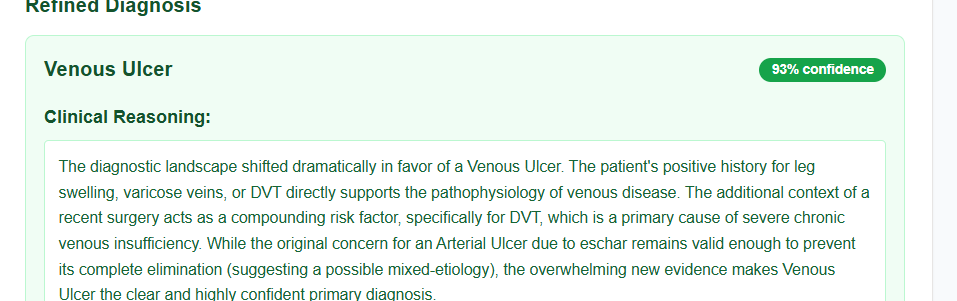 Refined Diagnosis
Venous Ulcer
93% confidence
Clinical Reasoning:
The diagnostic landscape shifted dramatically in favor of a Venous Ulcer. The patient's positive history for leg
swelling, varicose veins, or DVT directly supports the pathophysiology of venous disease. The additional context of a
recent surgery acts as a compounding risk factor, specifically for DVT, which is a primary cause of severe chronic
venous insufficiency. While the original concern for an Arterial Ulcer due to eschar remains valid enough to prevent
its complete elimination (suggesting a possible mixed-etiology), the overwhelming new evidence makes Venous
Ulcer the clear and highly confident primary diagnosis.